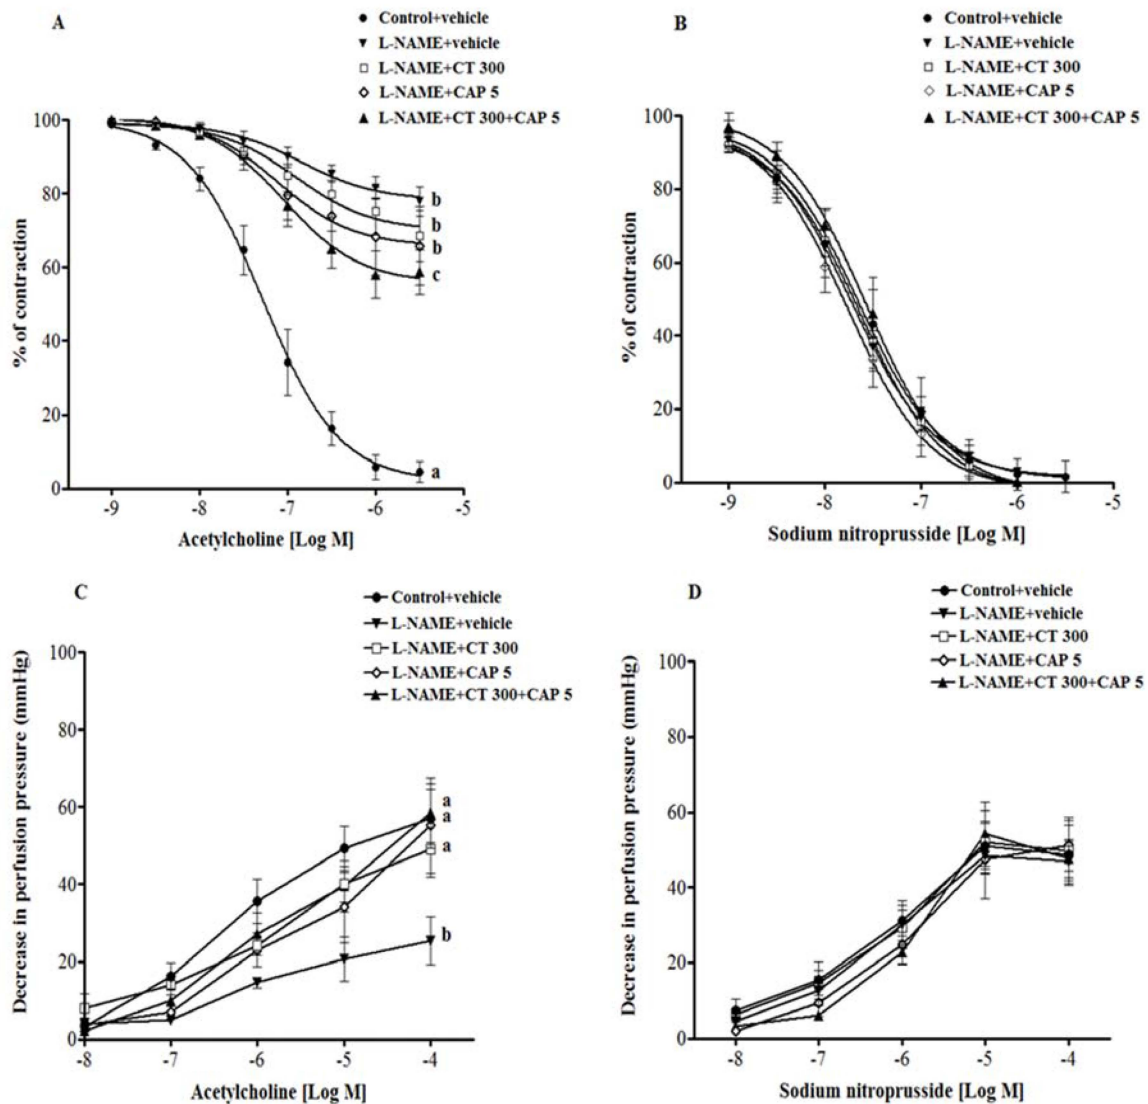 A
Control+vehicle
L-NAME+vehicle
L-NAME+CT 300
L-NAME+CAP 5
L-NAME+CT 300+CAP 5
100
80
60
40
20
0
% of contraction
b
b
b
c
a
-9 -8 -7 -6 -5
Acetylcholine [Log M]
B
Control+vehicle
L-NAME+vehicle
L-NAME+CT 300
L-NAME+CAP 5
L-NAME+CT 300+CAP 5
100
80
60
40
20
0
% of contraction
-9 -8 -7 -6 -5
Sodium nitroprusside [Log M]
C
Control+vehicle
L-NAME+vehicle
L-NAME+CT 300
L-NAME+CAP 5
L-NAME+CT 300+CAP 5
100
80
60
40
20
0
Decrease in perfusion pressure (mmHg)
a
a
a
b
-8 -7 -6 -5 -4
Acetylcholine [Log M]
D
Control+vehicle
L-NAME+vehicle
L-NAME+CT 300
L-NAME+CAP 5
L-NAME+CT 300+CAP 5
100
80
60
40
20
0
Decrease in perfusion pressure (mmHg)
-8 -7 -6 -5 -4
Sodium nitroprusside [Log M]